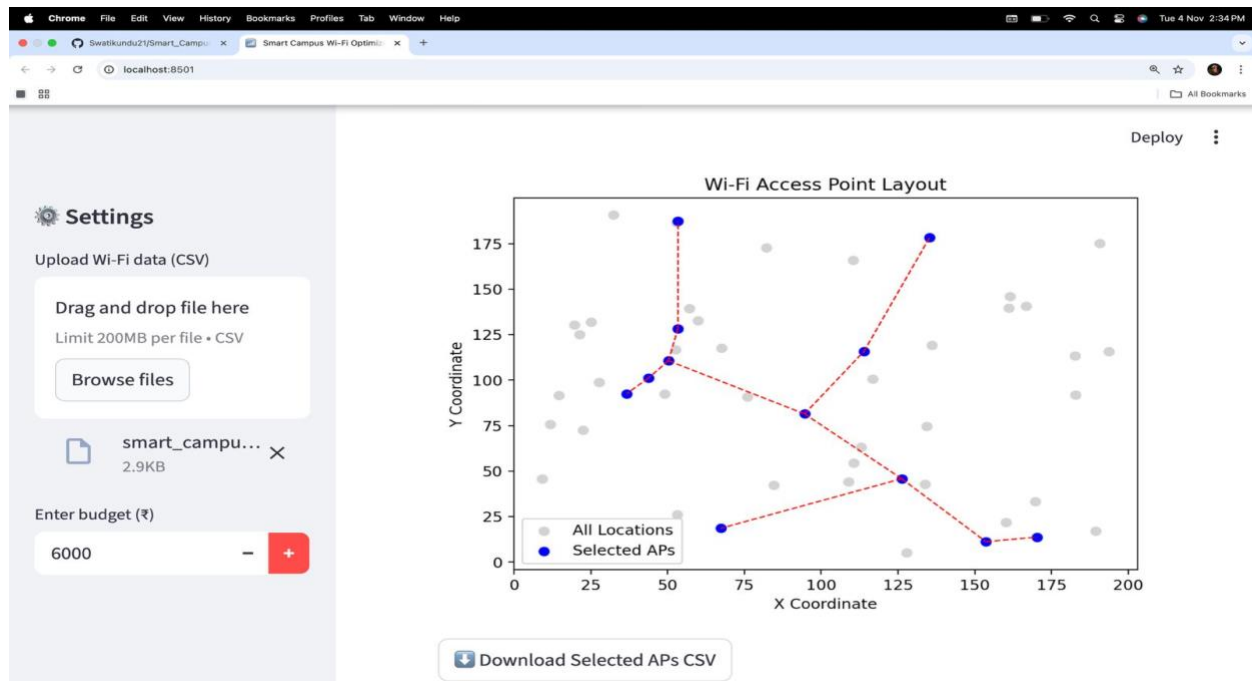 Chrome File Edit View History Bookmarks Profiles Tab Window Help
Tue 4 Nov 2:34 PM
Swatikundu21/Smart_Campu
Smart Campus Wi-Fi Optimiz
localhost:8501
All Bookmarks
Deploy
Settings
Upload Wi-Fi data (CSV)
Drag and drop file here
Limit 200MB per file • CSV
Browse files
smart_campu...
2.9KB
Enter budget (₹)
6000
Wi-Fi Access Point Layout
Y Coordinate
175
150
125
100
75
50
25
0
All Locations
Selected APs
0 25 50 75 100 125 150 175 200
X Coordinate
Download Selected APs CSV